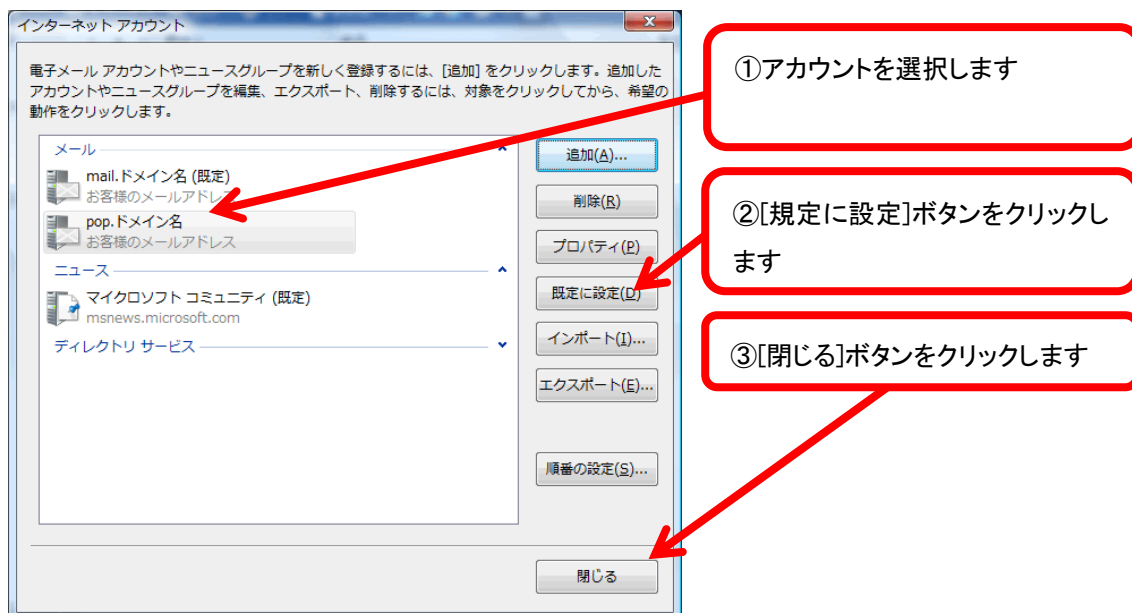 インターネット アカウント
電子メール アカウントやニュースグループを新しく登録するには、[追加] をクリックします。追加した
アカウントやニュースグループを編集、エクスポート、削除するには、対象をクリックしてから、希望の
動作をクリックします。
メール
mail.ドメイン名 (既定)
お客様のメールアドレス
pop.ドメイン名
お客様のメールアドレス
ニュース
マイクロソフト コミュニティ (既定)
msnews.microsoft.com
ディレクトリ サービス
追加(A)...
削除(R)
プロパティ(P)
既定に設定(D)
インポート(I)...
エクスポート(E)...
順番の設定(S)...
閉じる
①アカウントを選択します
②[規定に設定]ボタンをクリックし
ます
③[閉じる]ボタンをクリックします